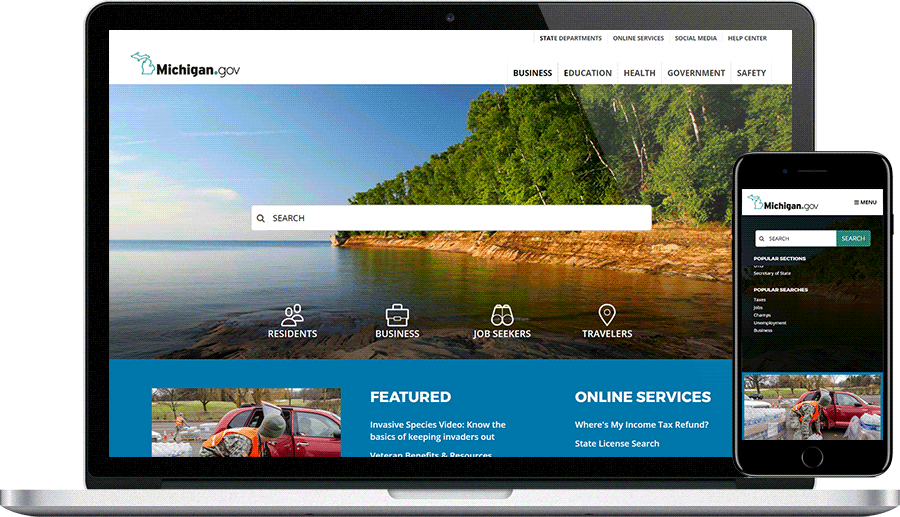 STATE DEPARTMENTS ONLINE SERVICES SOCIAL MEDIA HELP CENTER
Michigan.gov
BUSINESS EDUCATION HEALTH GOVERNMENT SAFETY
SEARCH
RESIDENTS BUSINESS JOB SEEKERS TRAVELERS
FEATURED
Invasive Species Video: Know the
basics of keeping invaders out
Veteran Benefits & Resources
ONLINE SERVICES
Where's My Income Tax Refund?
State License Search
Michigan.gov MENU
SEARCH SEARCH
POPULAR SECTIONS
Secretary of State
POPULAR SEARCHES
Taxes
Jobs
Champs
Unemployment
Business